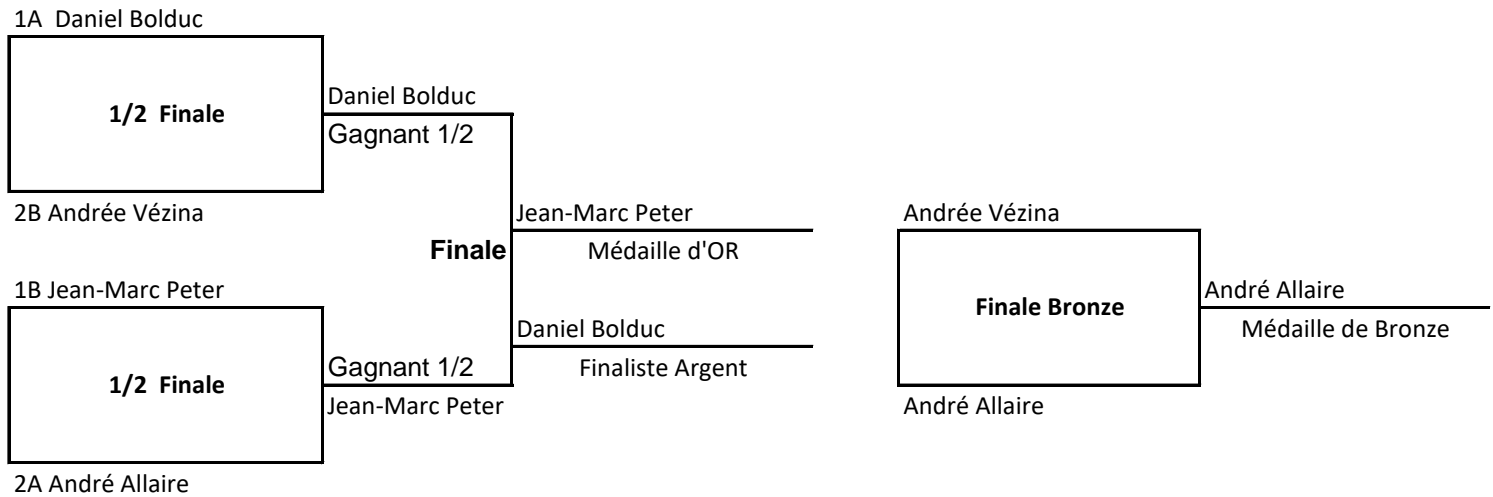 1A  Daniel Bolduc
1/2  Finale
Daniel Bolduc
Gagnant 1/2
2B Andrée Vézina
Finale
Jean-Marc Peter
Médaille d'OR
1B Jean-Marc Peter
1/2  Finale
Daniel Bolduc
Finaliste Argent
Gagnant 1/2
Jean-Marc Peter
2A André Allaire
Andrée Vézina
Finale Bronze
André Allaire
Médaille de Bronze
André Allaire